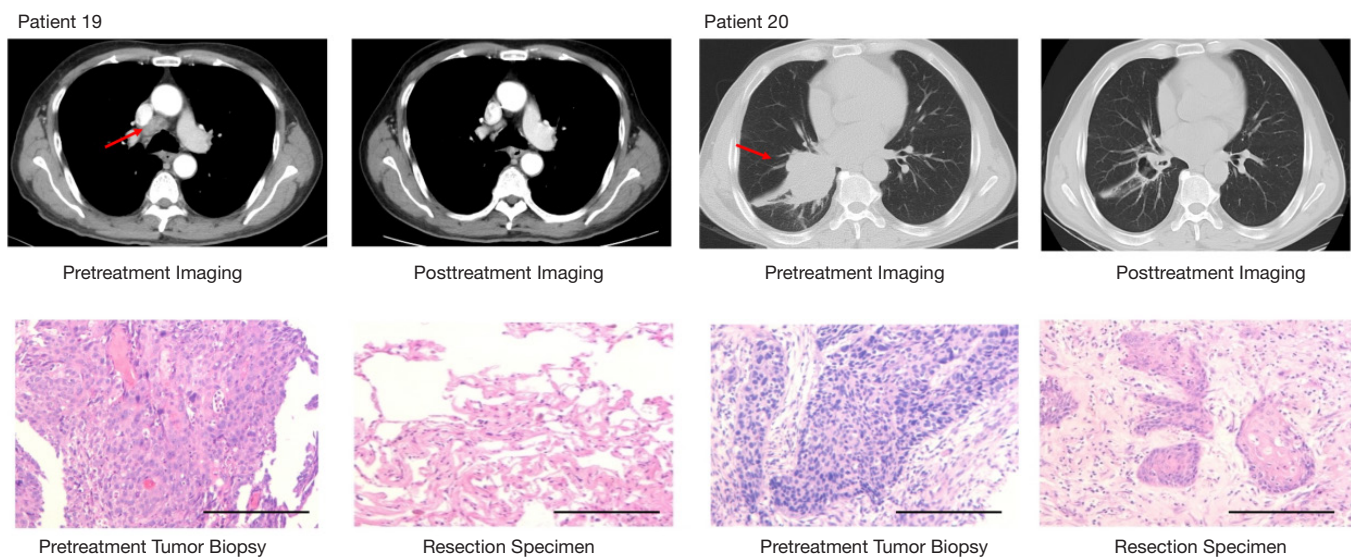 Patient 19
Patient 20
Pretreatment Imaging
Posttreatment Imaging
Pretreatment Imaging
Posttreatment Imaging
Pretreatment Tumor Biopsy
Resection Specimen
Pretreatment Tumor Biopsy
Resection Specimen